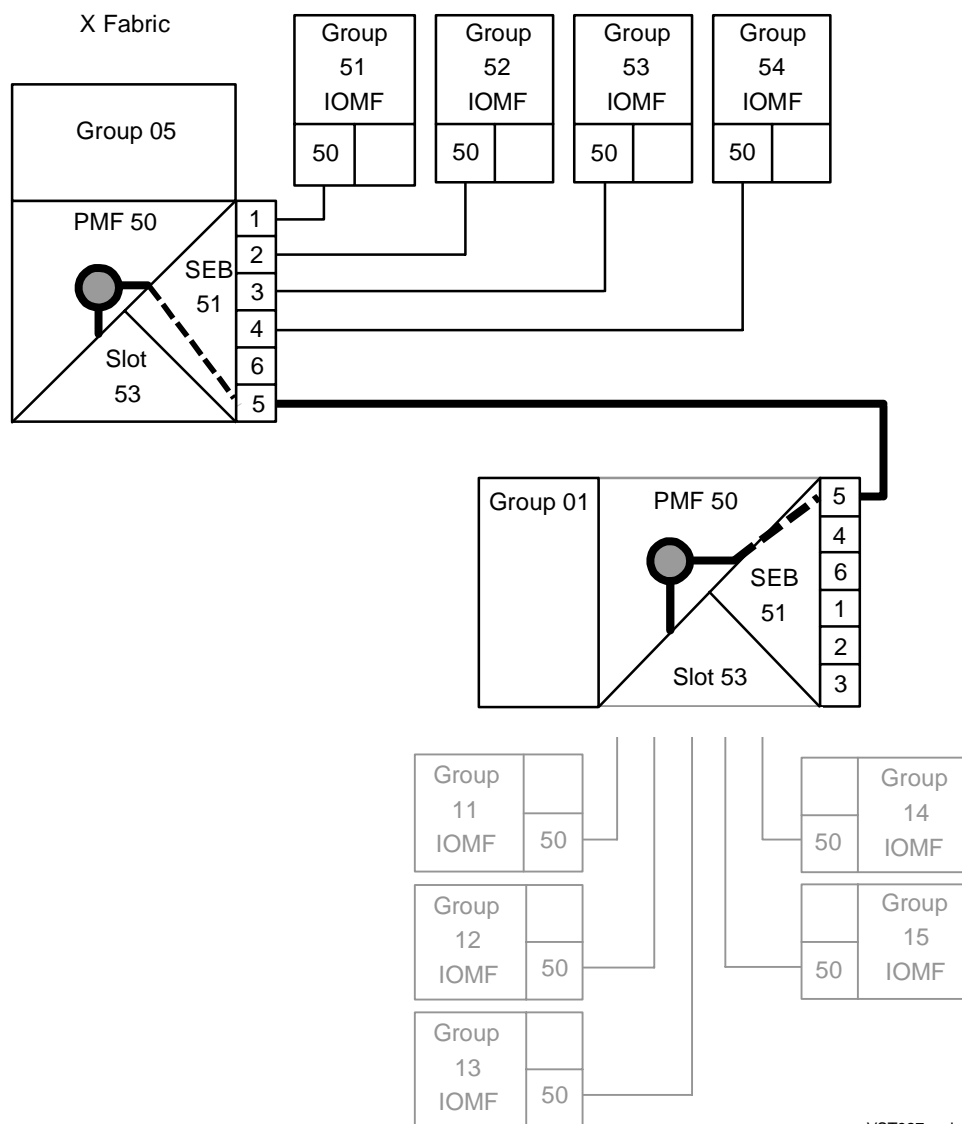 X Fabric
Group
51
IOMF
50
Group
52
IOMF
50
Group
53
IOMF
50
Group
54
IOMF
50
Group 05
PMF 50
SEB
51
Slot
53
1
2
3
4
6
5
Group 01
PMF 50
SEB
51
Slot 53
5
4
6
1
2
3
Group
11
IOMF
50
Group
12
IOMF
50
Group
13
IOMF
50
Group
14
IOMF
50
Group
15
IOMF
50